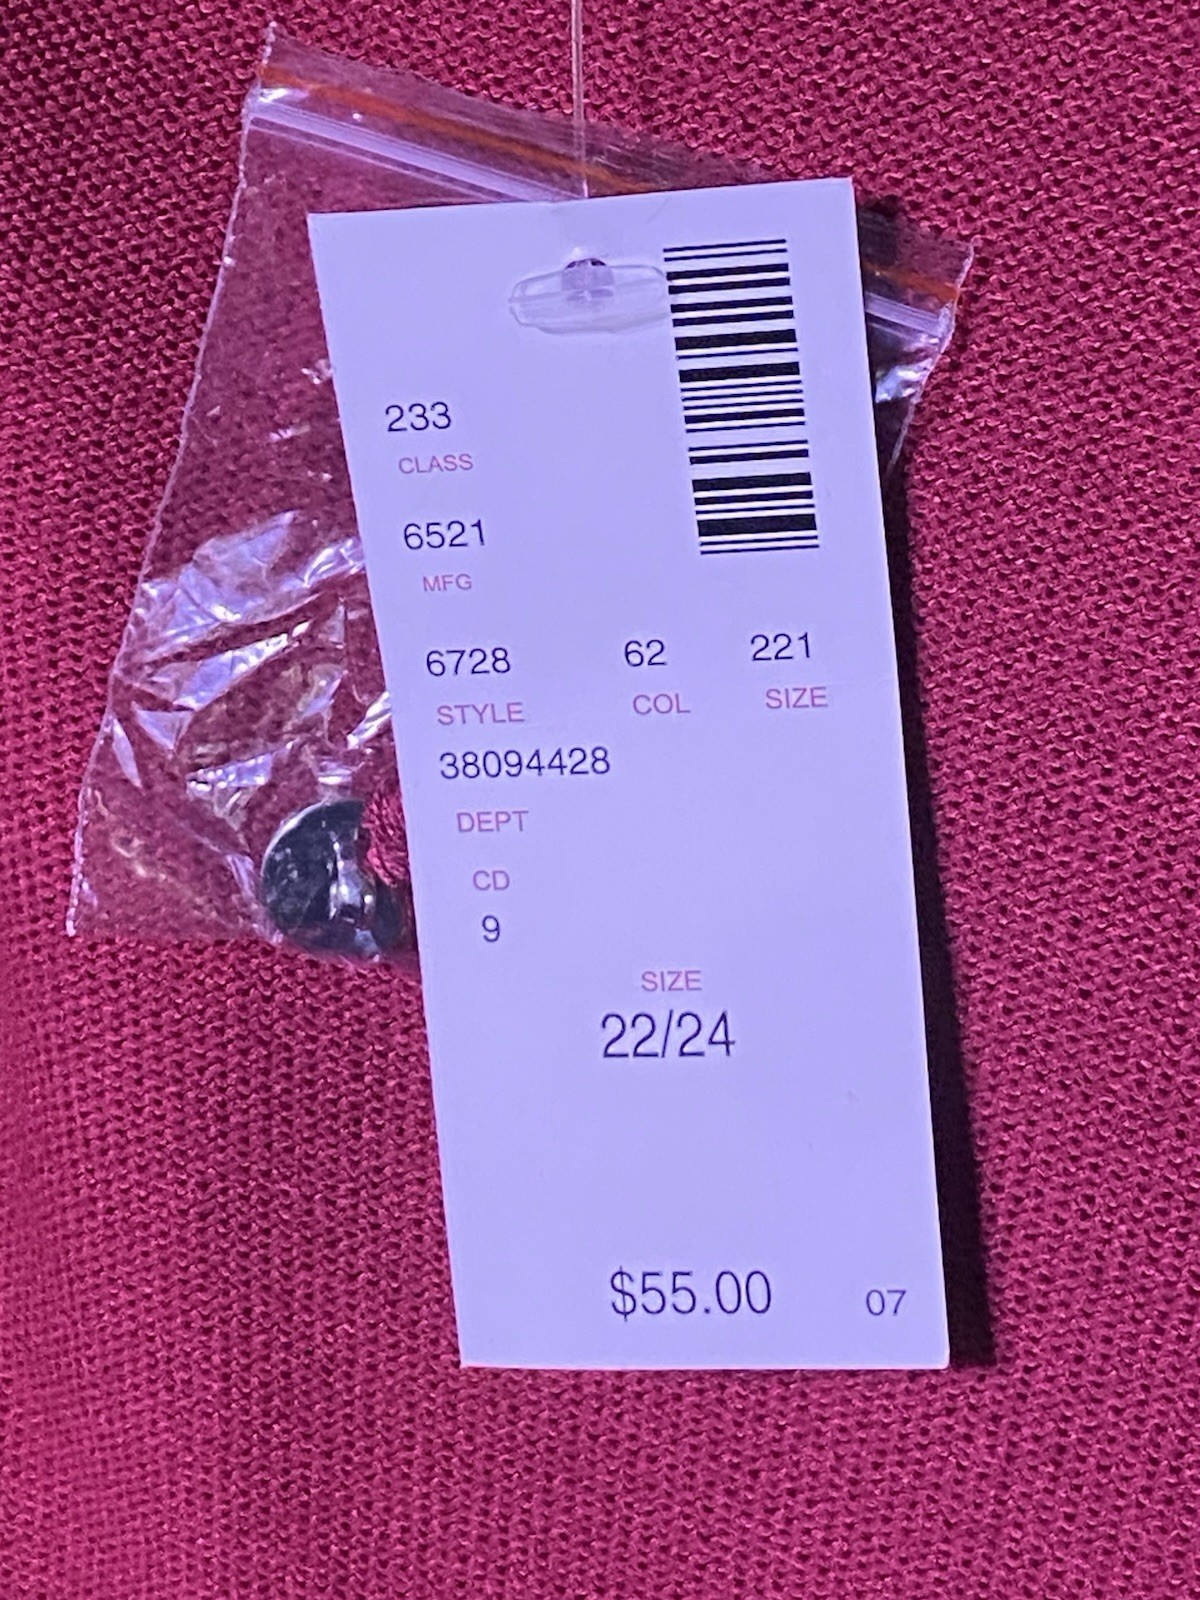 233
CLASS
6521
MFG
6728 62 221
STYLE COL SIZE
38094428
DEPT
CD
9
SIZE
22/24
$55.00 07